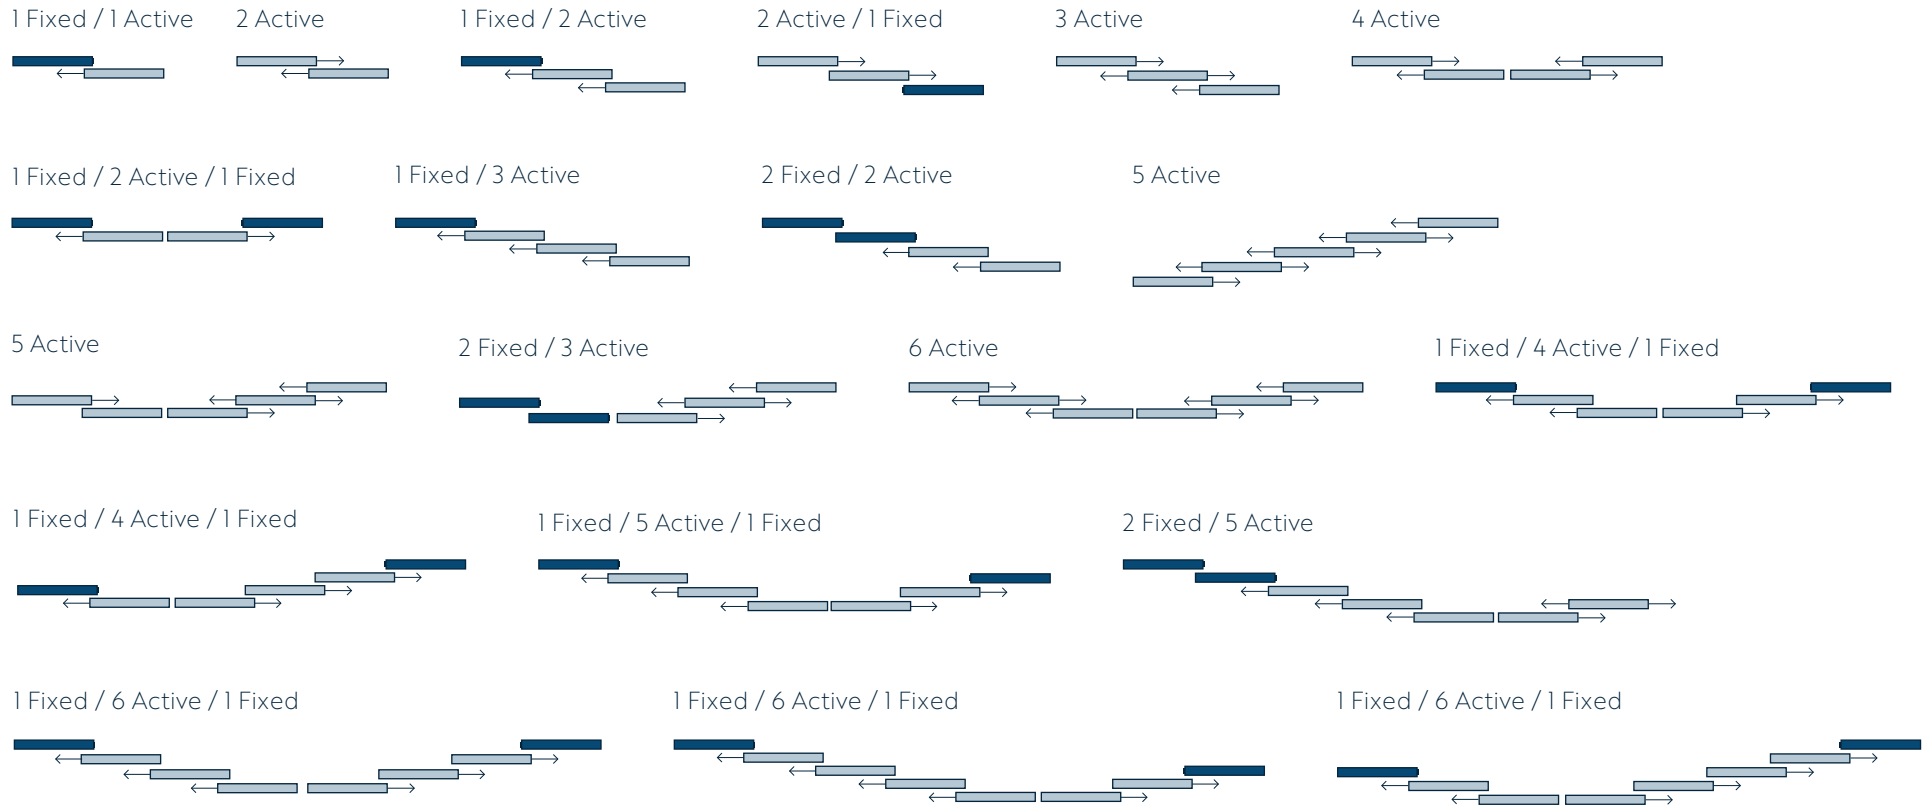 1 Fixed / 1 Active
2 Active
1 Fixed / 2 Active
2 Active / 1 Fixed
3 Active
4 Active
1 Fixed / 2 Active / 1 Fixed
1 Fixed / 3 Active
2 Fixed / 2 Active
5 Active
5 Active
2 Fixed / 3 Active
6 Active
1 Fixed / 4 Active / 1 Fixed
1 Fixed / 4 Active / 1 Fixed
1 Fixed / 5 Active / 1 Fixed
2 Fixed / 5 Active
1 Fixed / 6 Active / 1 Fixed
1 Fixed / 6 Active / 1 Fixed
1 Fixed / 6 Active / 1 Fixed